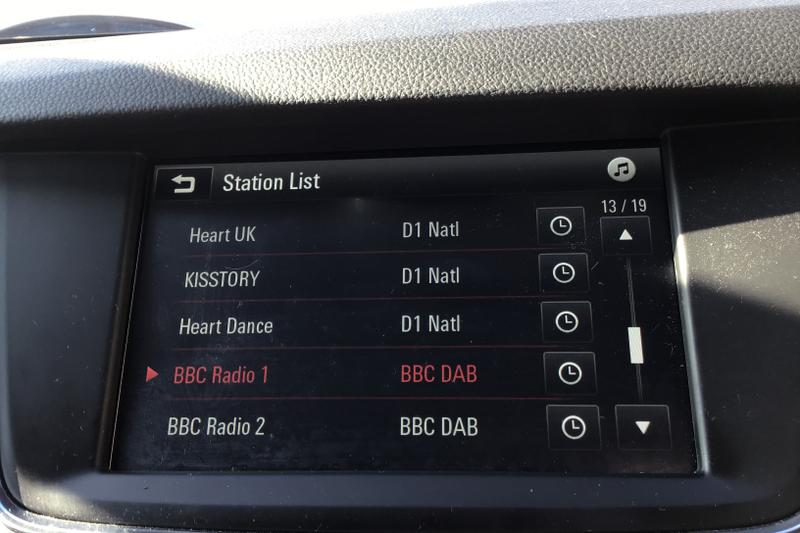 Station List
13 / 19
Heart UK D1 Natl
KISSTORY D1 Natl
Heart Dance D1 Natl
BBC Radio 1 BBC DAB
BBC Radio 2 BBC DAB